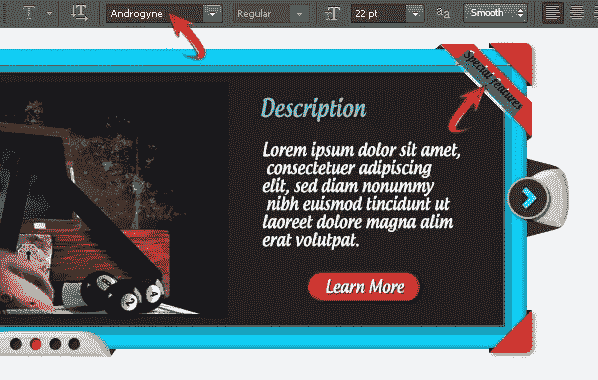 Androgyne Regular 22 pt aa Smooth
Special features
Description
Lorem ipsum dolor sit amet,
consectetuer adipiscing
elit, sed diam nonummy
nibh euismod tincidunt ut
laoreet dolore magna alim
erat volutpat.
Learn More